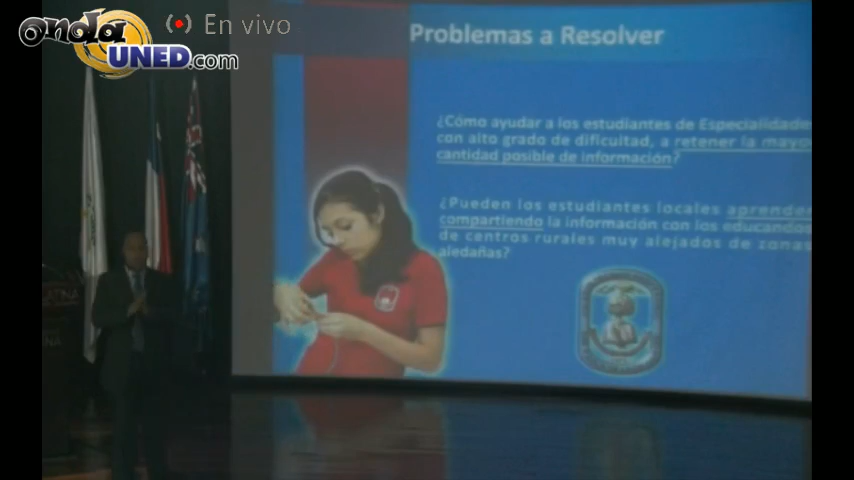 onda
UNED.com
En vivo
Problemas a Resolver
¿Cómo ayudar a los estudiantes de Especialidade
con alto grado de dificultad, a retener la mayo
cantidad posible de información?
¿Pueden los estudiantes locales aprender
compartiendo la información con los educandos
de centros rurales muy alejados de zonas
aledañas?